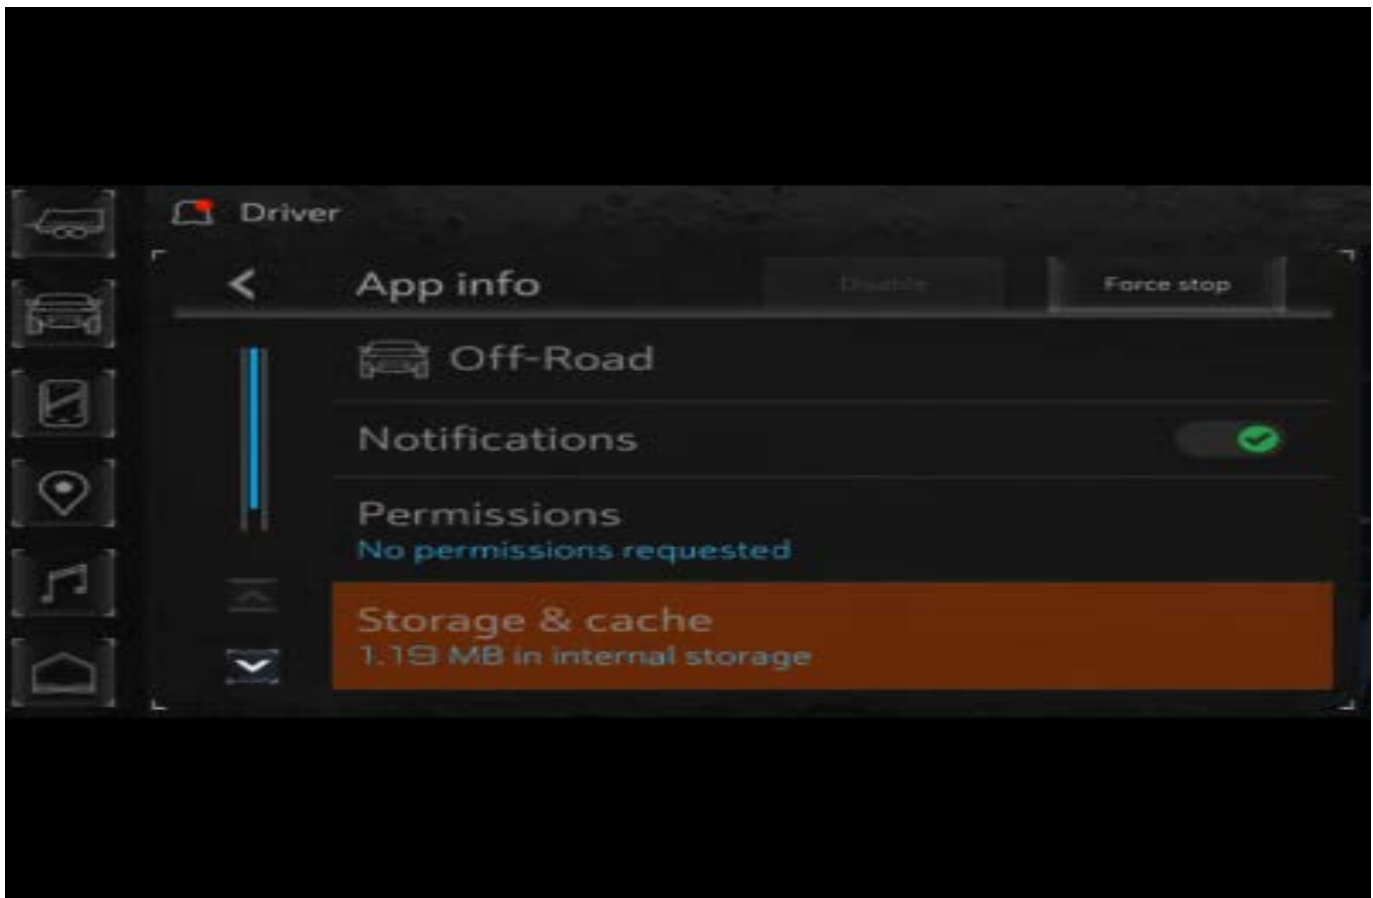 Driver
App info
Disable
Force stop
Off-Road
Notifications
Permissions
No permissions requested
Storage & cache
1.19 MB in internal storage